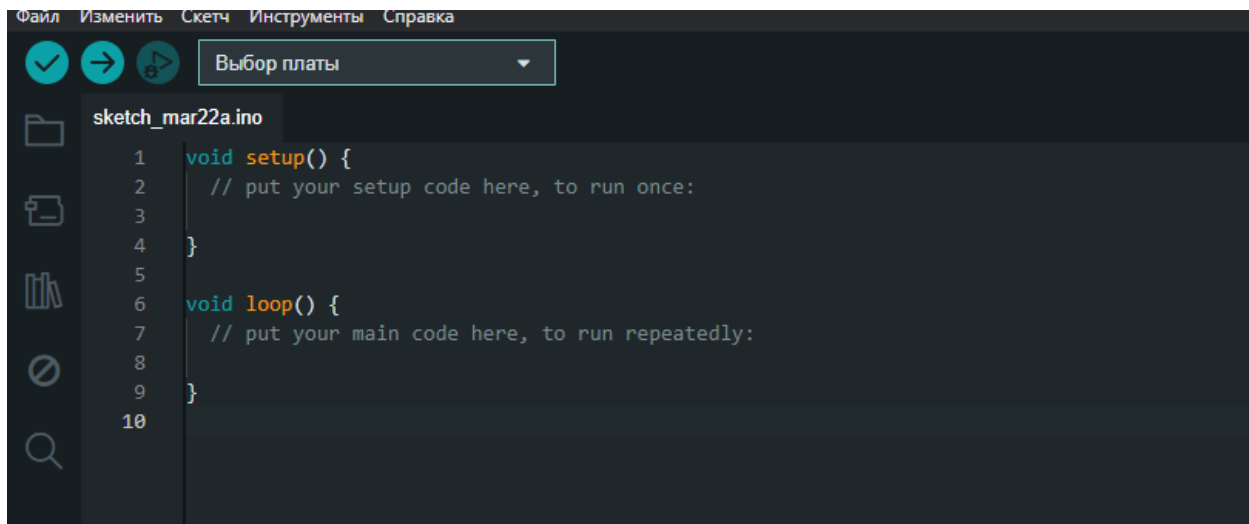 Файл Изменить Скетч Инструменты Справка
Выбор платы
sketch_mar22a.ino
1 void setup() {
2 // put your setup code here, to run once:
3
4 }
5
6 void loop() {
7 // put your main code here, to run repeatedly:
8
9 }
10